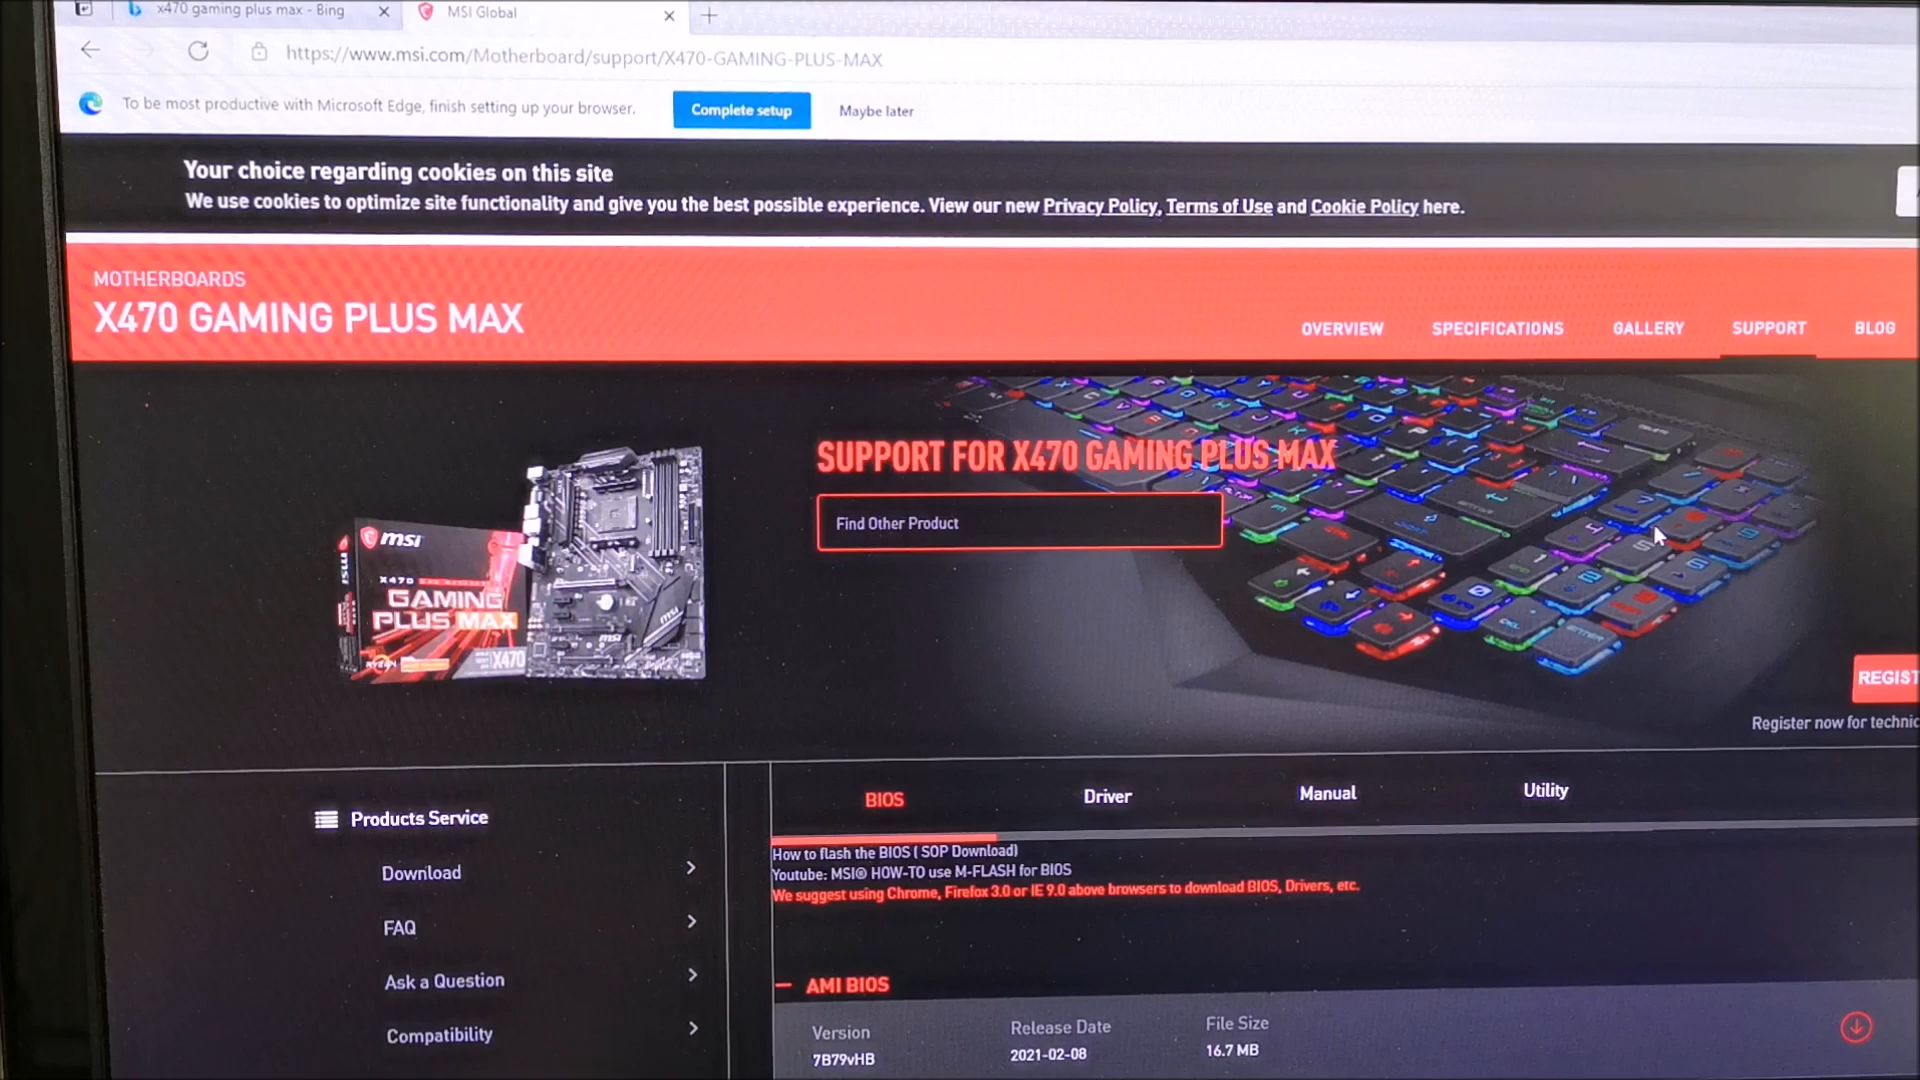 x470 gaming plus max - Bing
MSI Global
https://www.msi.com/Motherboard/support/X470-GAMING-PLUS-MAX
To be most productive with Microsoft Edge, finish setting up your browser.
Complete setup
Maybe later
Your choice regarding cookies on this site
We use cookies to optimize site functionality and give you the best possible experience. View our new Privacy Policy, Terms of Use and Cookie Policy here.
MOTHERBOARDS
X470 GAMING PLUS MAX
OVERVIEW
SPECIFICATIONS
GALLERY
SUPPORT
BLOG
SUPPORT FOR X470 GAMING PLUS MAX
Find Other Product
msi
X470
GAMING
PLUS MAX
RYZEN
X470
msi
msi
REGIST
Register now for technic
Products Service
Download
FAQ
Ask a Question
Compatibility
BIOS
Driver
Manual
Utility
How to flash the BIOS ( SOP Download)
Youtube: MSI® HOW-TO use M-FLASH for BIOS
We suggest using Chrome, Firefox 3.0 or IE 9.0 above browsers to download BIOS, Drivers, etc.
AMI BIOS
Version
Release Date
File Size
7B79vHB
2021-02-08
16.7 MB